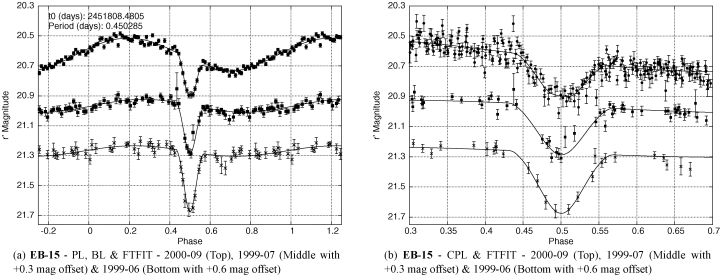 (a)
t0 (days): 2451808.4805
Period (days): 0.450285
20.5
20.7
20.9
21.1
21.3
21.5
21.7
r' Magnitude
-0.2 0 0.2 0.4 0.6 0.8 1 1.2
Phase
(b)
20.5
20.7
20.9
21.1
21.3
21.5
21.7
r' Magnitude
0.3 0.35 0.4 0.45 0.5 0.55 0.6 0.65 0.7
Phase
(a) EB-15 - PL, BL & FTFIT - 2000-09 (Top), 1999-07 (Middle with
+0.3 mag offset) & 1999-06 (Bottom with +0.6 mag offset)
(b) EB-15 - CPL & FTFIT - 2000-09 (Top), 1999-07 (Middle with
+0.3 mag offset) & 1999-06 (Bottom with +0.6 mag offset)